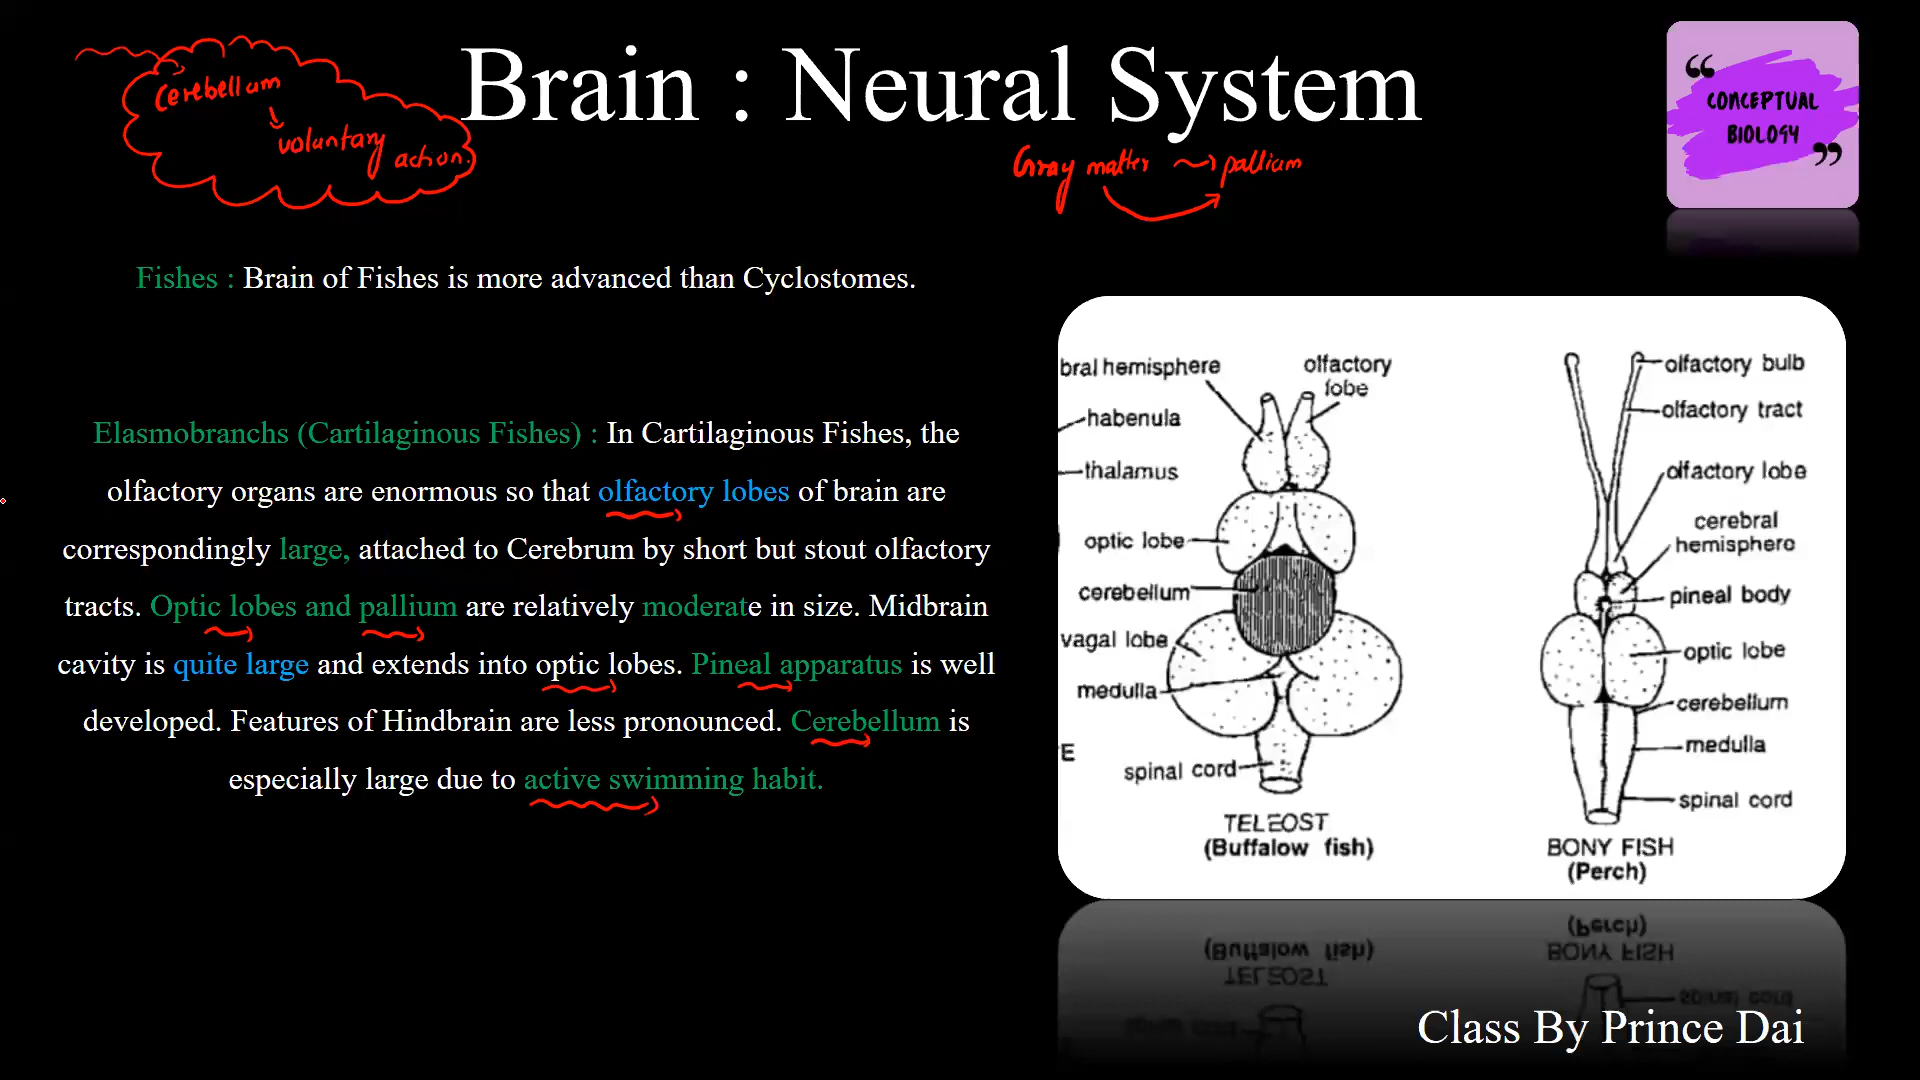 Cerebellum
voluntary
action.
Brain : Neural System
Gray matter pallium
“
CONCEPTUAL
BIOLOGY
”
Fishes : Brain of Fishes is more advanced than Cyclostomes.
Elasmobranchs (Cartilaginous Fishes) : In Cartilaginous Fishes, the
olfactory organs are enormous so that olfactory lobes of brain are
correspondingly large, attached to Cerebrum by short but stout olfactory
tracts. Optic lobes and pallium are relatively moderate in size. Midbrain
cavity is quite large and extends into optic lobes. Pineal apparatus is well
developed. Features of Hindbrain are less pronounced. Cerebellum is
especially large due to active swimming habit.
bral hemisphere
olfactory
lobe
habenula
thalamus
optic lobe
cerebellum
vagal lobe
medulla
E
spinal cord
TELEOST
(Buffalow fish)
olfactory bulb
olfactory tract
olfactory lobe
cerebral
hemisphere
pineal body
optic lobe
cerebellum
medulla
spinal cord
BONY FISH
(Perch)
Class By Prince Dai